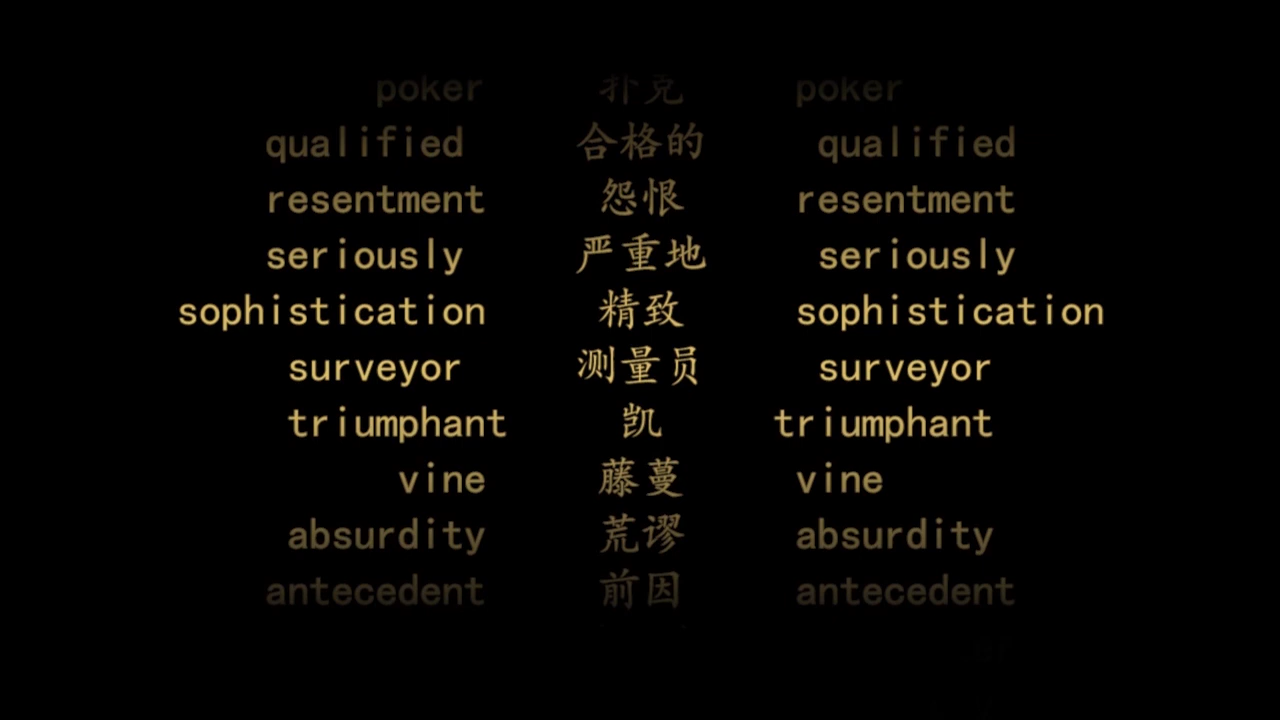 poker 扑克 poker
qualified 合格的 qualified
resentment 怨恨 resentment
seriously 严重地 seriously
sophistication 精致 sophistication
surveyor 测量员 surveyor
triumphant 凯 triumphant
vine 藤蔓 vine
absurdity 荒谬 absurdity
antecedent 前因 antecedent